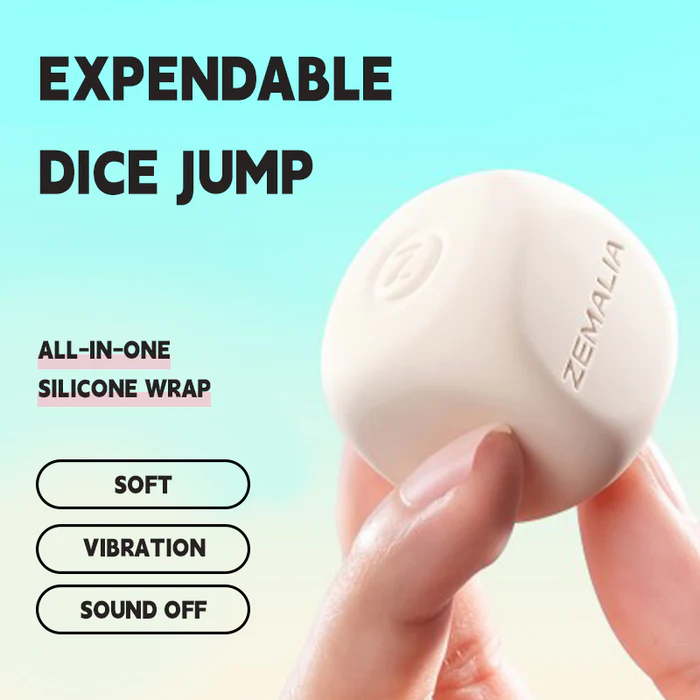 EXPENDABLE
DICE JUMP
ALL-IN-ONE
SILICONE WRAP
SOFT
VIBRATION
SOUND OFF
Z.
ZEMALIA